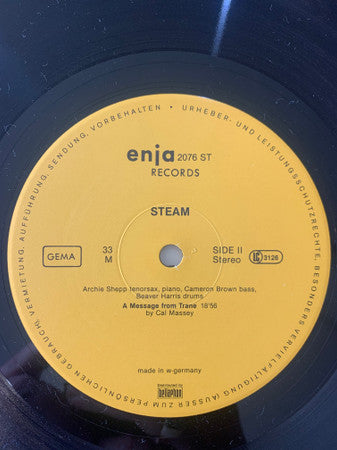 URHEBER- UND LEISTUNGSSCHUTZRECHTE, BESONDERS VERVIELFÄLTIGUNG (AUSSER ZUM PERSÖNLICHEN GEBRAUCH), VERMIETUNG, AUFFÜHRUNG, SENDUNG, VORBEHALTEN •
enja 2076 ST
RECORDS
STEAM
GEMA
33
M
SIDE II
Stereo
LC 3126
Archie Shepp tenorsax, piano, Cameron Brown bass,
Beaver Harris drums
A Message from Trane 18'56
by Cal Massey
made in w-germany
bellaphon